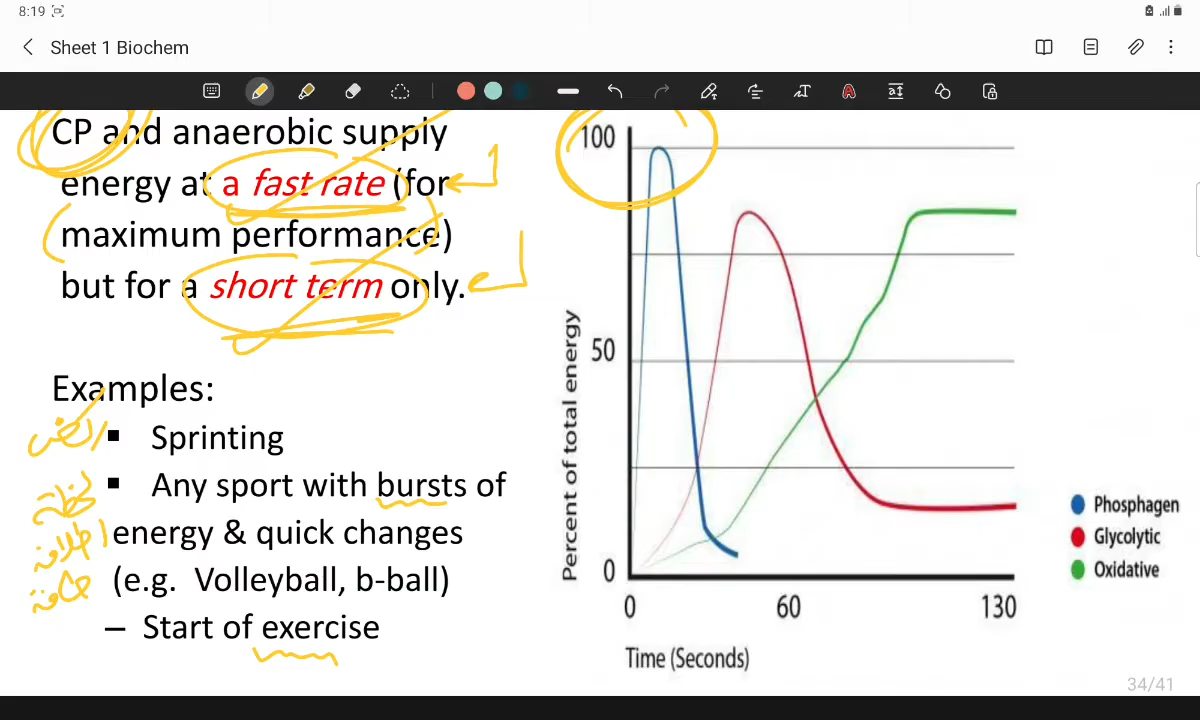 8:19
Sheet 1 Biochem
CP and anaerobic supply
energy at a fast rate (for
maximum performance)
but for a short term only.
Examples:
▪ Sprinting
▪ Any sport with bursts of
energy & quick changes
(e.g. Volleyball, b-ball)
– Start of exercise
100
50
0
Percent of total energy
0 60 130
Time (Seconds)
Phosphagen
Glycolytic
Oxidative
34/41